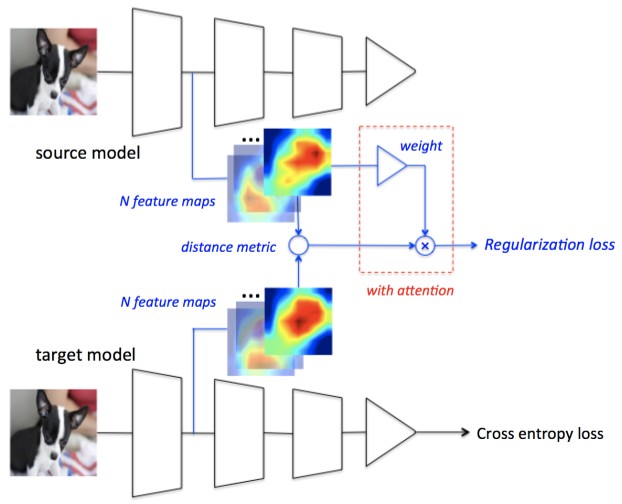 source model
...
weight
N feature maps
distance metric
×
Regularization loss
N feature maps
...
with attention
target model
Cross entropy loss